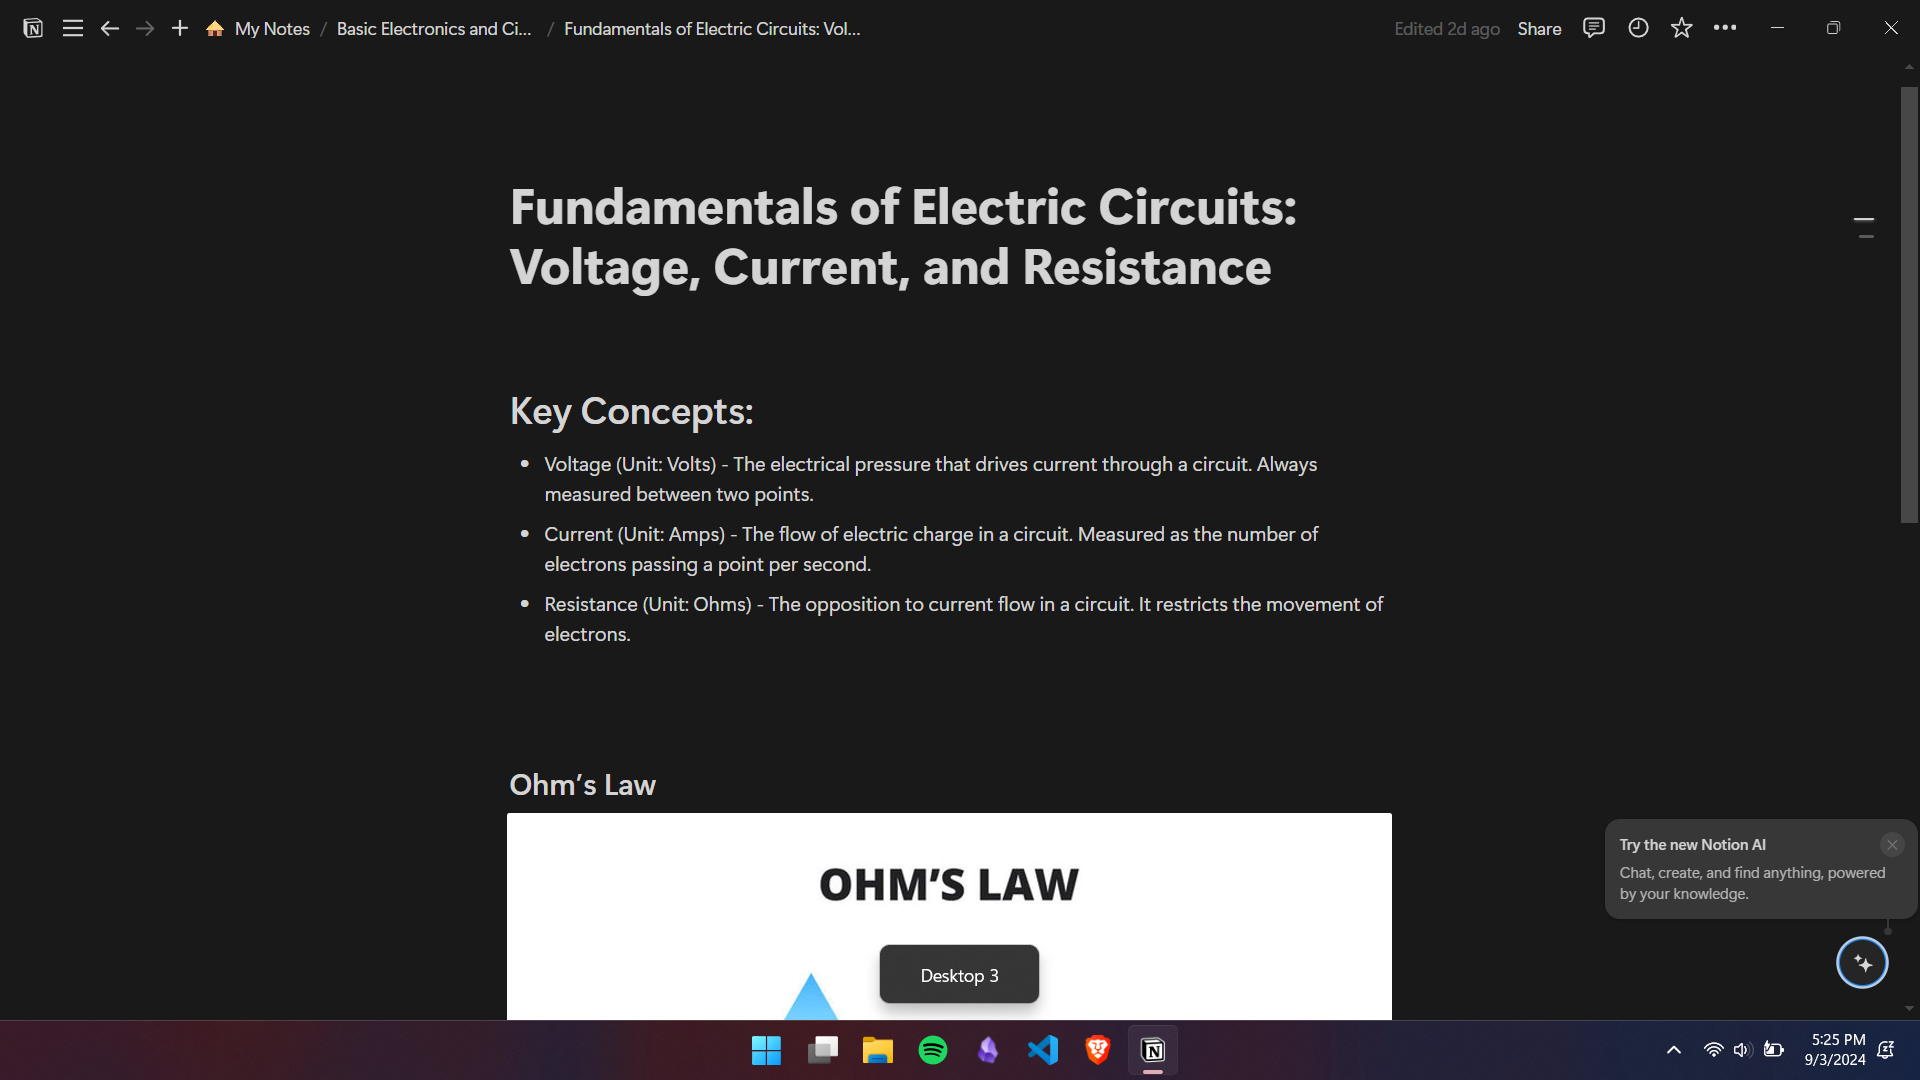 My Notes / Basic Electronics and Ci... / Fundamentals of Electric Circuits: Vol...
Edited 2d ago Share
Fundamentals of Electric Circuits:
Voltage, Current, and Resistance
Key Concepts:
• Voltage (Unit: Volts) - The electrical pressure that drives current through a circuit. Always
measured between two points.
• Current (Unit: Amps) - The flow of electric charge in a circuit. Measured as the number of
electrons passing a point per second.
• Resistance (Unit: Ohms) - The opposition to current flow in a circuit. It restricts the movement of
electrons.
Ohm’s Law
OHM’S LAW
Desktop 3
Try the new Notion AI
Chat, create, and find anything, powered
by your knowledge.
5:25 PM
9/3/2024